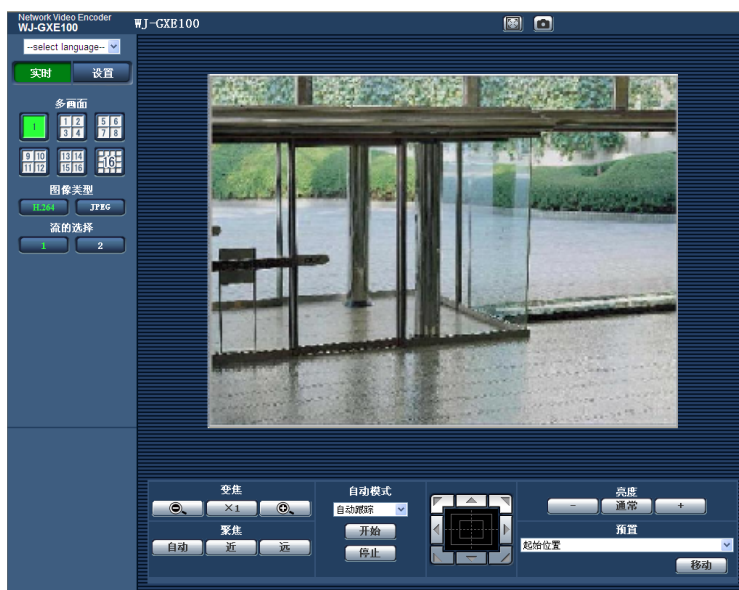 Network Video Encoder
WJ-GXE100
WJ-GXE100
--select language--
实时 设置
多画面
1 1 2 3 4 5 6 7 8
9 10 11 12 13 14 15 16 16
图像类型
H.264 JPEG
流的选择
1 2
变焦
×1
聚焦
自动 近 远
自动模式
自动跟踪
开始
停止
亮度
- 通常 +
预置
起始位置
移动